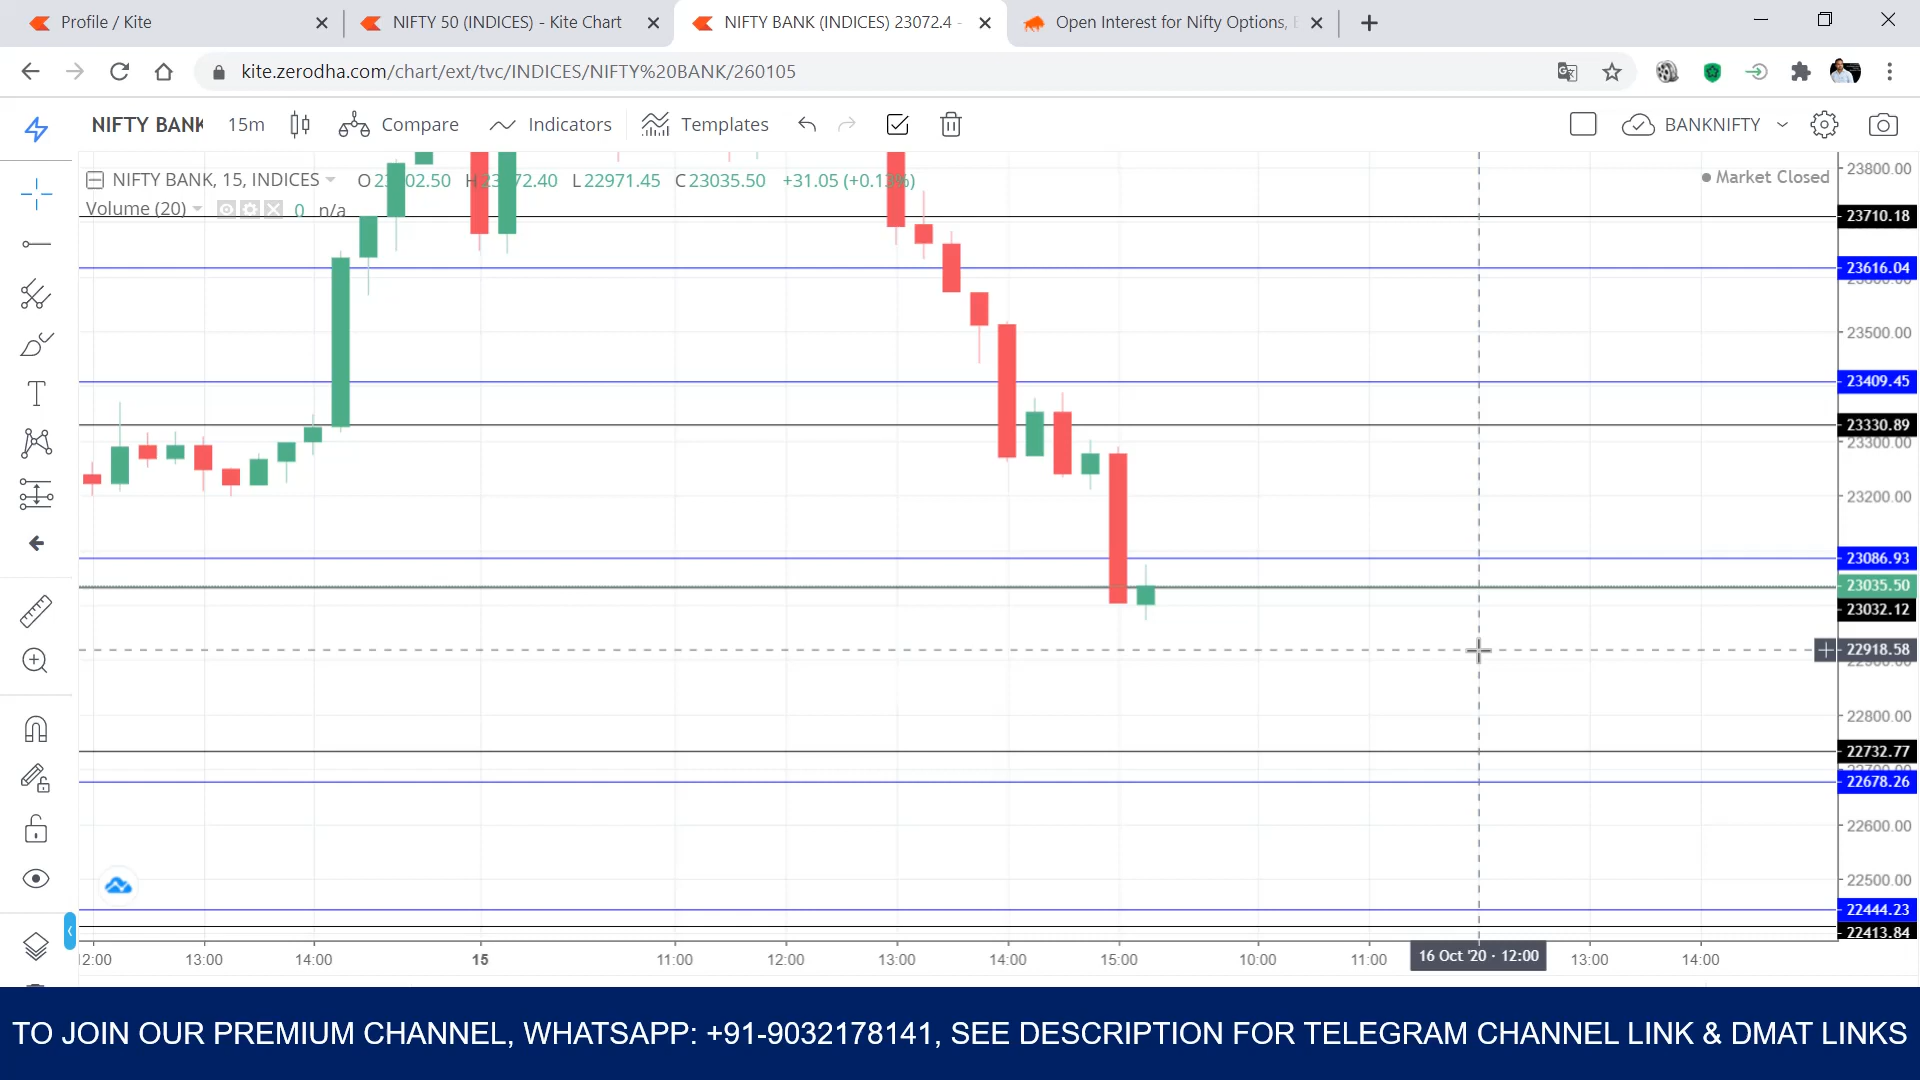 Profile / Kite
NIFTY 50 (INDICES) - Kite Chart
NIFTY BANK (INDICES) 23072.4 -
Open Interest for Nifty Options,
kite.zerodha.com/chart/ext/tvc/INDICES/NIFTY%20BANK/260105
NIFTY BANK 15m Compare Indicators Templates BANKNIFTY
NIFTY BANK, 15, INDICES L22971.45 C23035.50
Market Closed
Volume (20) 0 n/a
23800.00
23710.18
23616.04
23500.00
23409.45
23330.89
23300.00
23200.00
23086.93
23035.50
23032.12
22918.58
22800.00
22732.77
22678.26
22600.00
22500.00
22444.23
22413.84
13:00 14:00 15 11:00 12:00 13:00 14:00 15:00 10:00 11:00 16 Oct '20 · 12:00 13:00 14:00
TO JOIN OUR PREMIUM CHANNEL, WHATSAPP: +91-9032178141, SEE DESCRIPTION FOR TELEGRAM CHANNEL LINK & DMAT LINKS